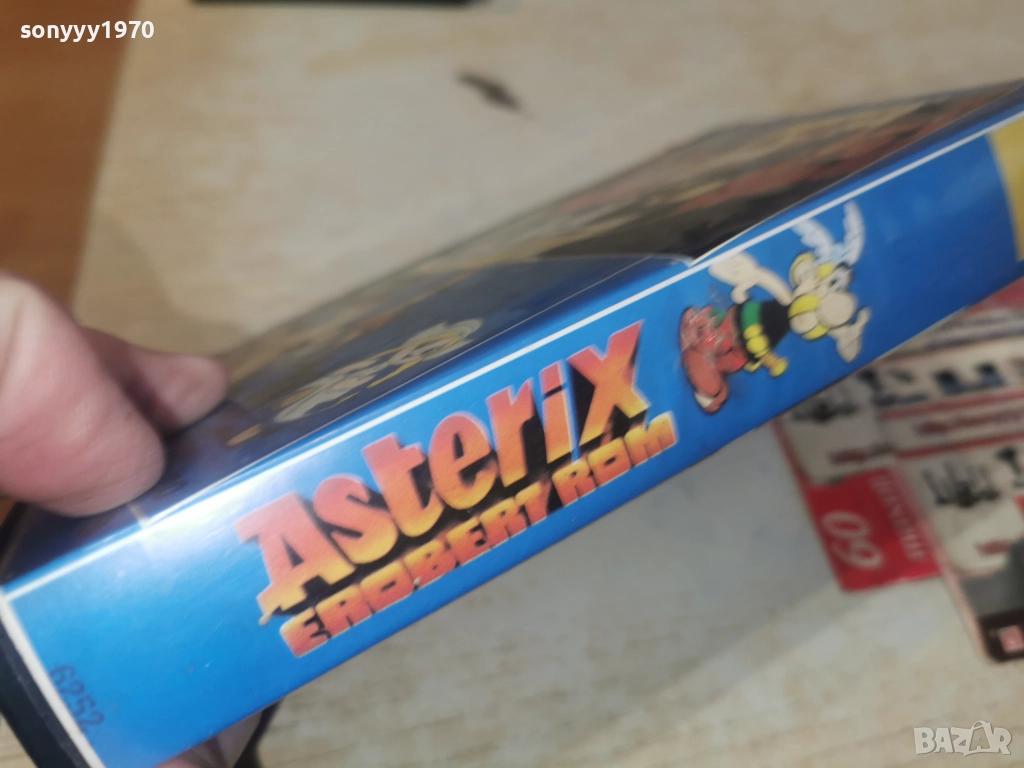 sonyyy1970
Asterix
EROBERT ROM
6252
60
BAZAR